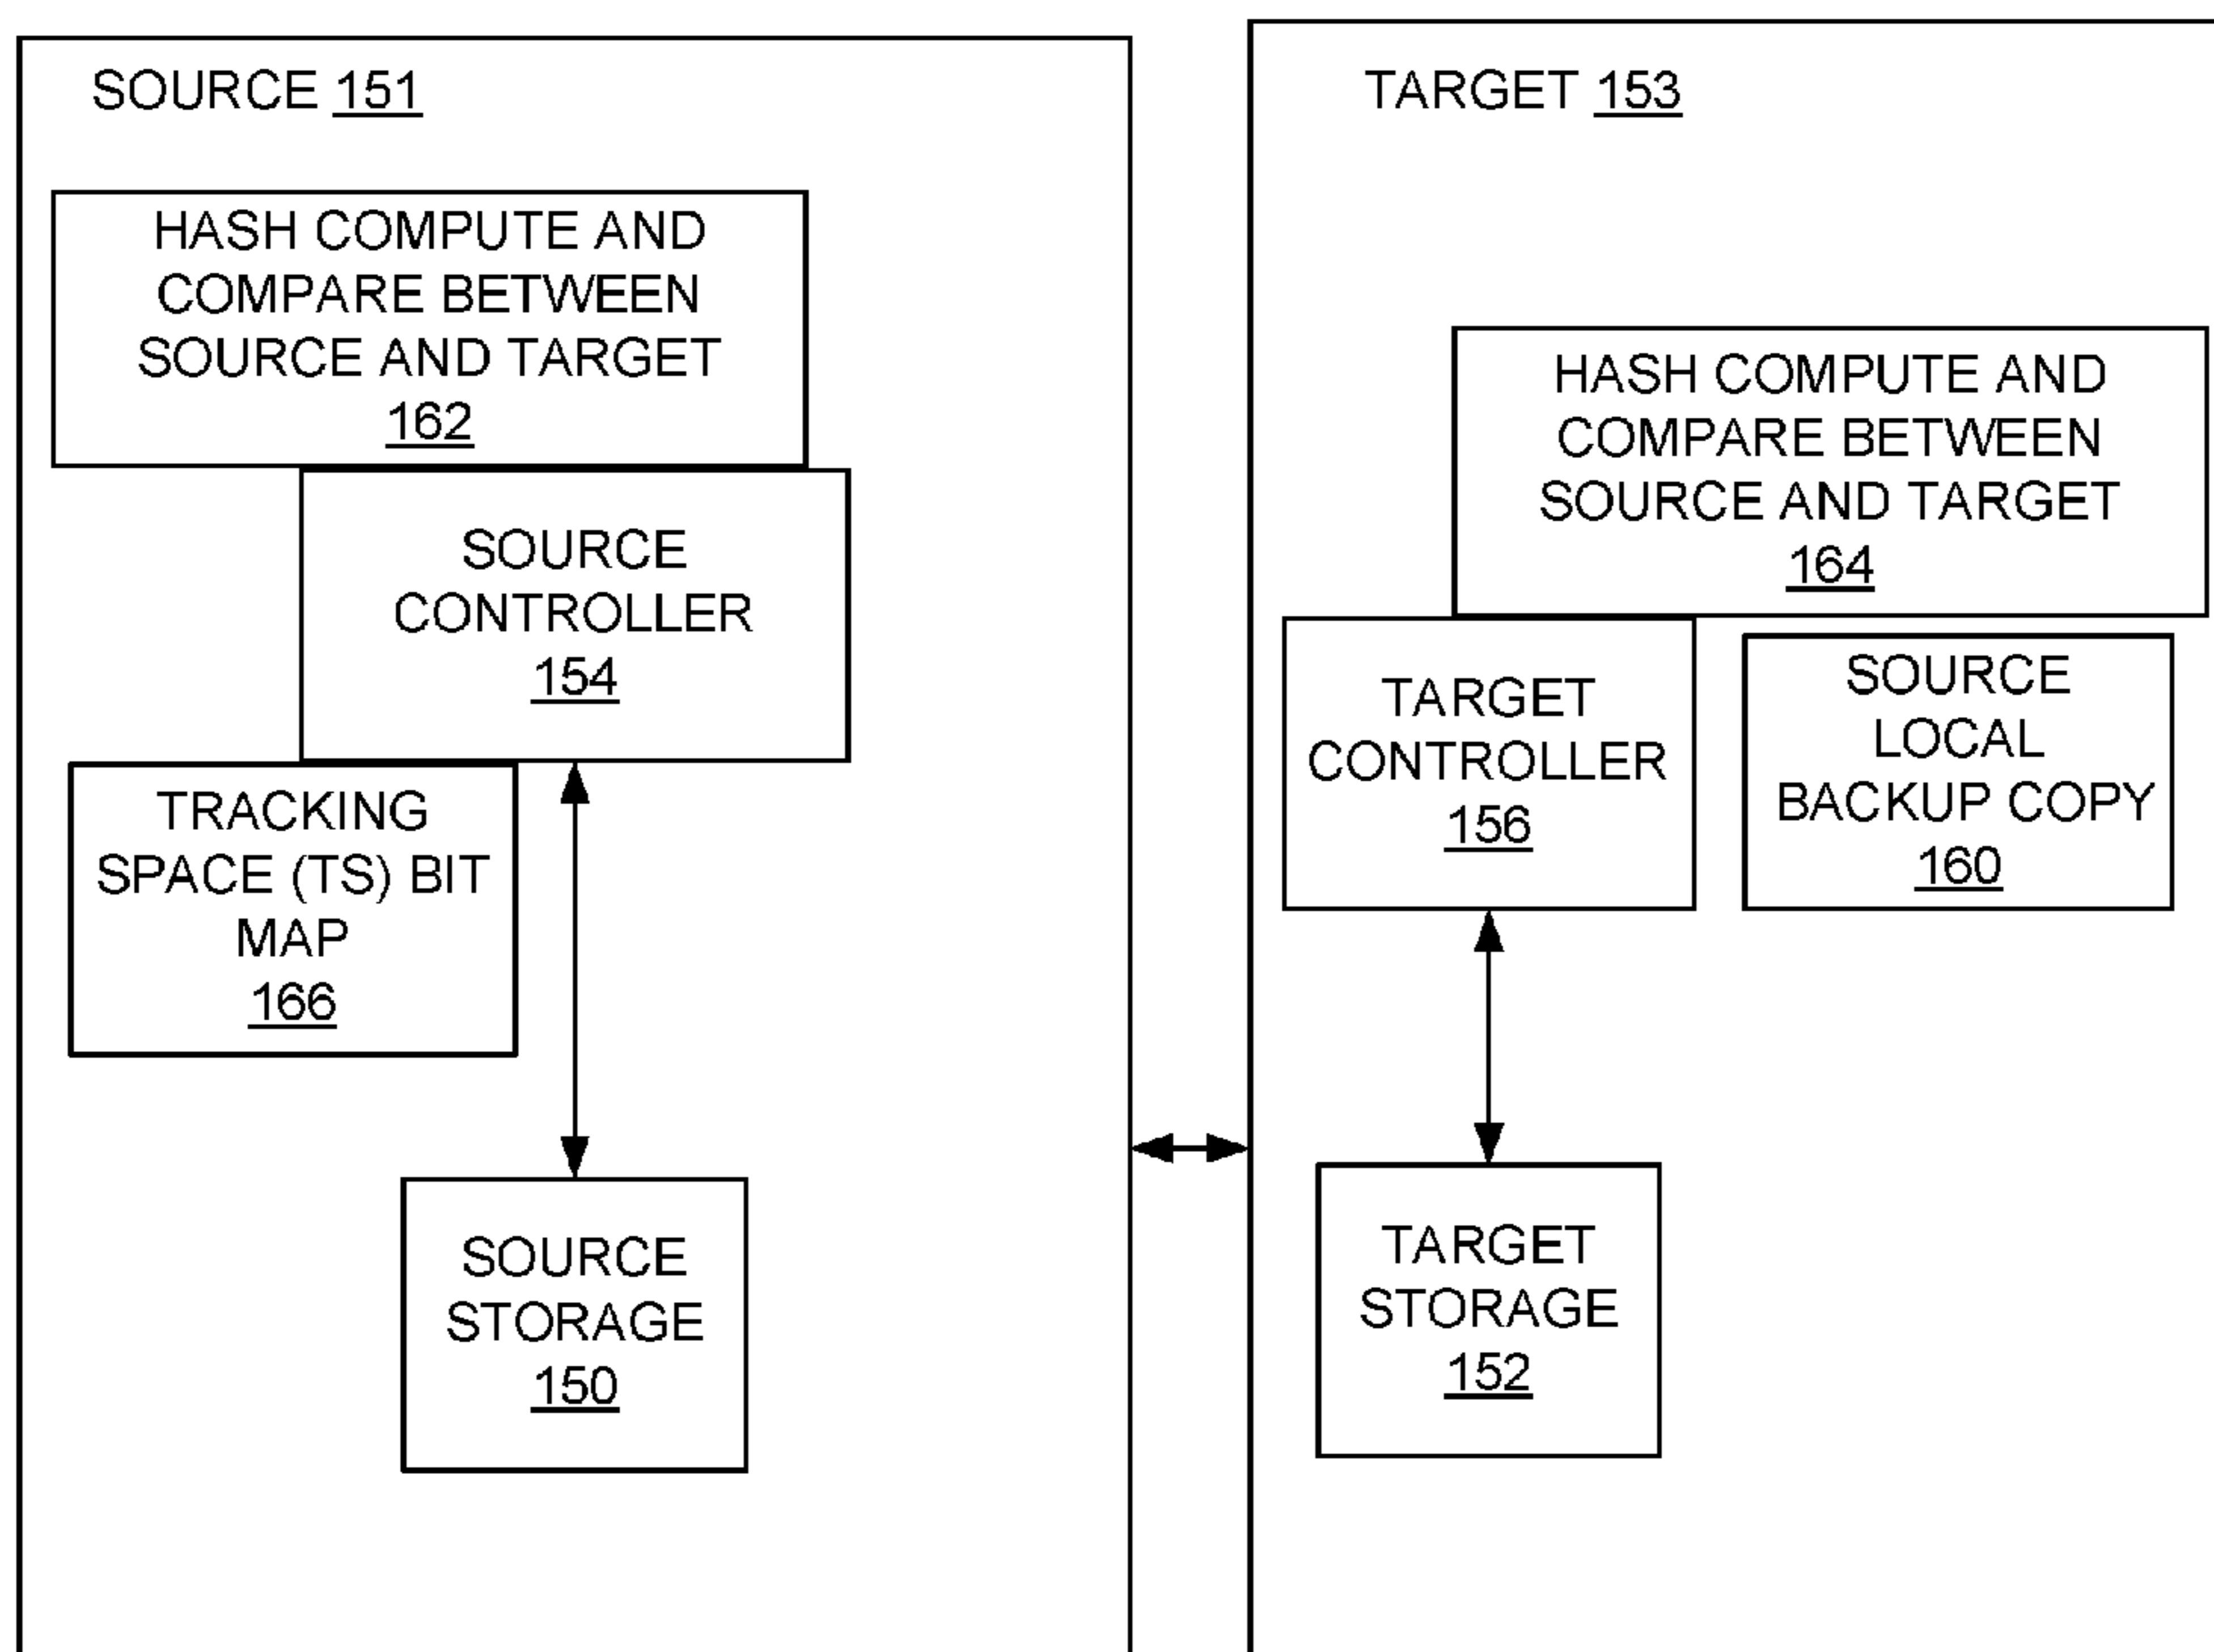 SOURCE 151
HASH COMPUTE AND
COMPARE BETWEEN
SOURCE AND TARGET
162
SOURCE
CONTROLLER
154
TRACKING
SPACE (TS) BIT
MAP
166
SOURCE
STORAGE
150
TARGET 153
HASH COMPUTE AND
COMPARE BETWEEN
SOURCE AND TARGET
164
TARGET
CONTROLLER
156
SOURCE
LOCAL
BACKUP COPY
160
TARGET
STORAGE
152